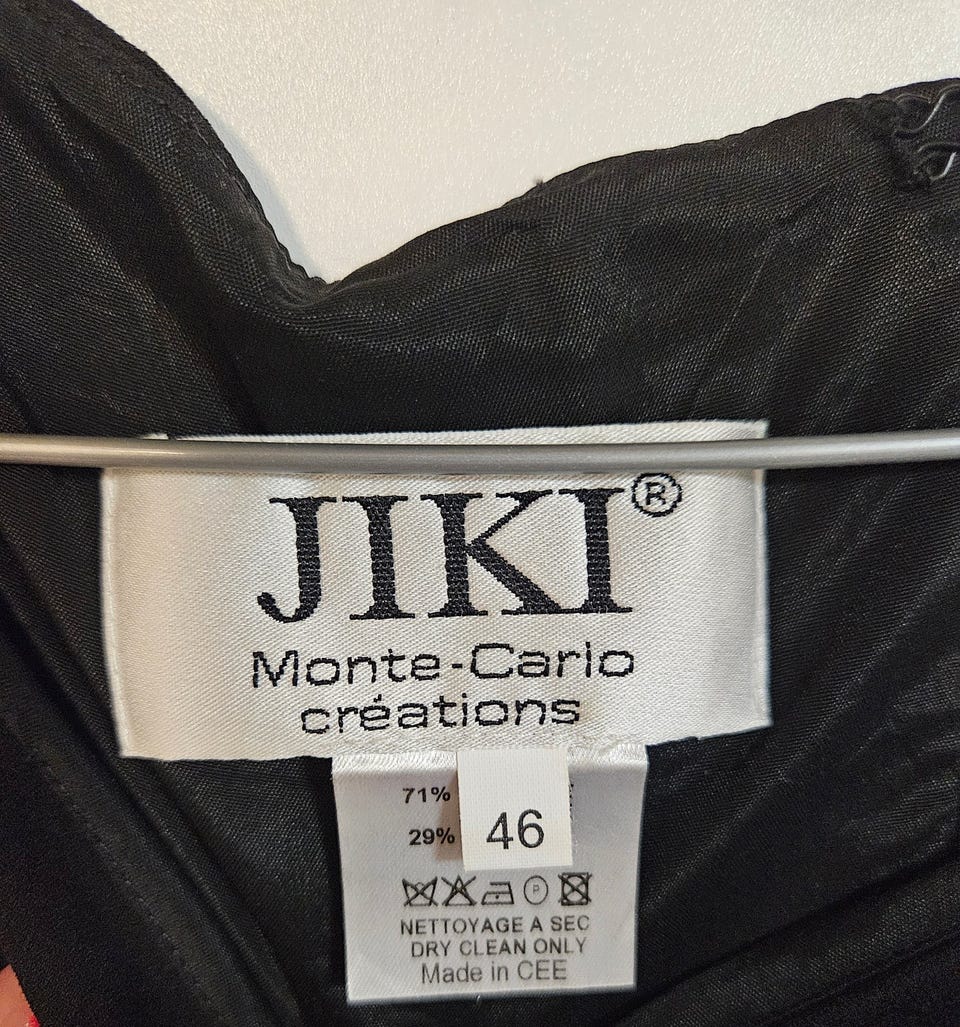 JIKI®
Monte-Carlo
créations
71%
29%
46
P
NETTOYAGE A SEC
DRY CLEAN ONLY
Made in CEE